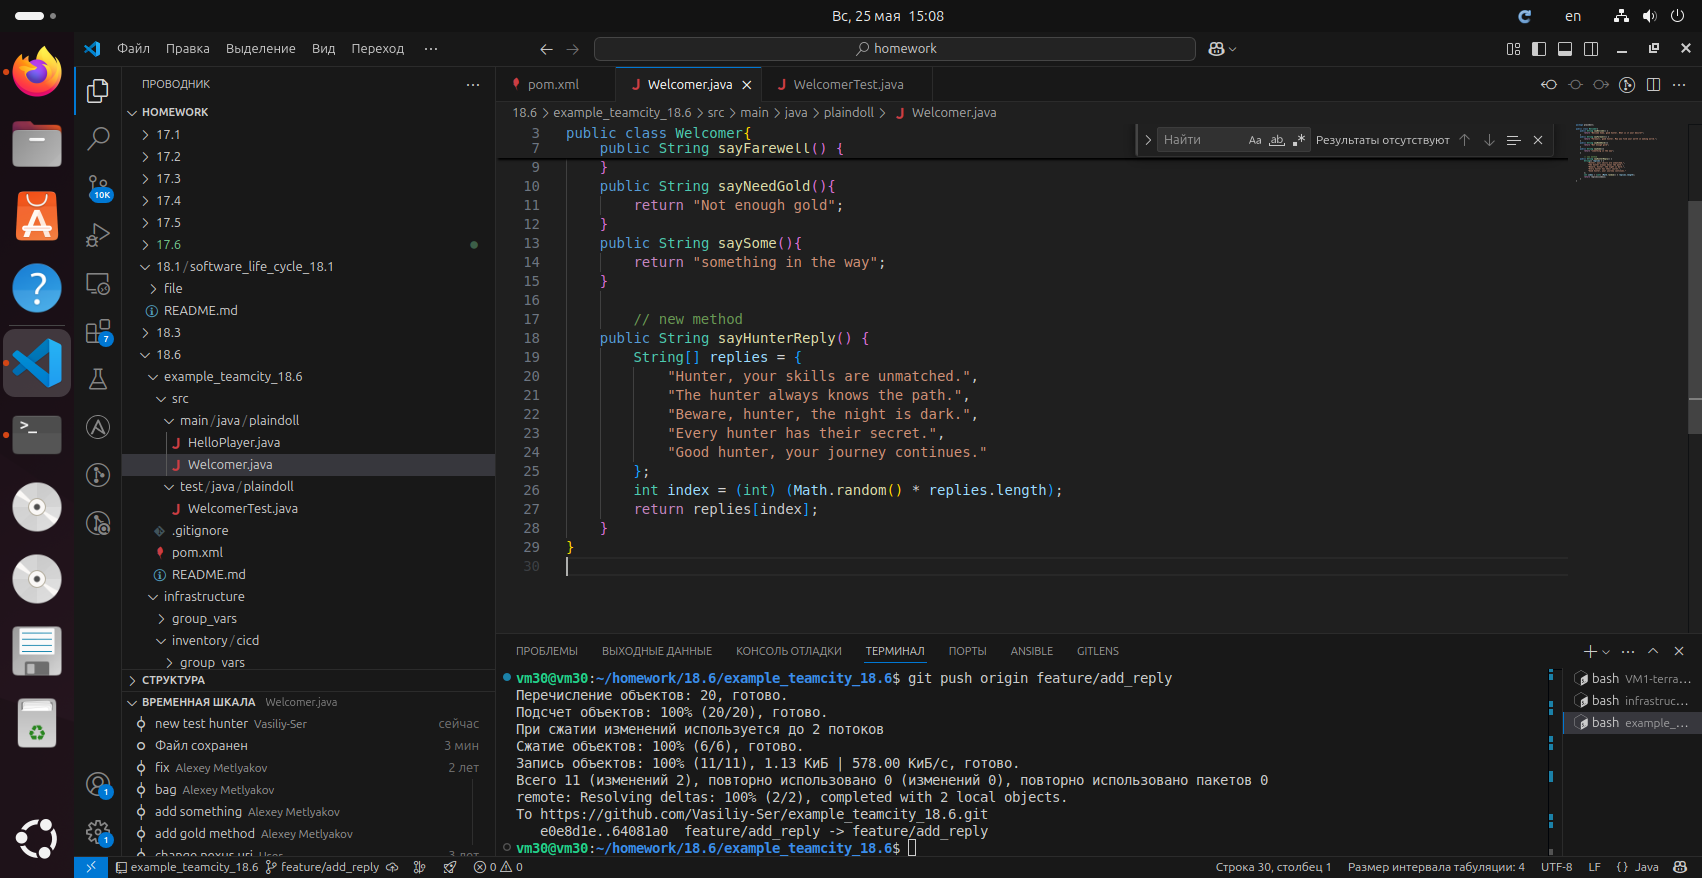 Вс, 25 мая 15:08
en
Файл Правка Выделение Вид Переход ···
homework
ПРОВОДНИК
HOMEWORK
17.1
17.2
17.3
17.4
17.5
17.6
18.1/software_life_cycle_18.1
file
README.md
18.3
18.6
example_teamcity_18.6
src
main/java/plaindoll
HelloPlayer.java
Welcomer.java
test/java/plaindoll
WelcomerTest.java
.gitignore
pom.xml
README.md
infrastructure
group_vars
inventory/cicd
group_vars
СТРУКТУРА
ВРЕМЕННАЯ ШКАЛА Welcomer.java
new test hunter Vasiliy-Ser сейчас
Файл сохранен 3 мин
fix Alexey Metlyakov 2 лет
bag Alexey Metlyakov
add something Alexey Metlyakov
add gold method Alexey Metlyakov
10K
7
1
1
pom.xml
Welcomer.java
WelcomerTest.java
18.6 > example_teamcity_18.6 > src > main > java > plaindoll > Welcomer.java
Найти Aa ab .* Результаты отсутствуют
3 public class Welcomer{
7 public String sayFarewell() {
9 }
10 public String sayNeedGold(){
11 return "Not enough gold";
12 }
13 public String saySome(){
14 return "something in the way";
15 }
16
17 // new method
18 public String sayHunterReply() {
19 String[] replies = {
20 "Hunter, your skills are unmatched.",
21 "The hunter always knows the path.",
22 "Beware, hunter, the night is dark.",
23 "Every hunter has their secret.",
24 "Good hunter, your journey continues."
25 };
26 int index = (int) (Math.random() * replies.length);
27 return replies[index];
28 }
29 }
30
ПРОБЛЕМЫ ВЫХОДНЫЕ ДАННЫЕ КОНСОЛЬ ОТЛАДКИ ТЕРМИНАЛ ПОРТЫ ANSIBLE GITLENS
vm30@vm30:~/homework/18.6/example_teamcity_18.6$ git push origin feature/add_reply
Перечисление объектов: 20, готово.
Подсчет объектов: 100% (20/20), готово.
При сжатии изменений используется до 2 потоков
Сжатие объектов: 100% (6/6), готово.
Запись объектов: 100% (11/11), 1.13 КиБ | 578.00 КиБ/с, готово.
Всего 11 (изменений 2), повторно использовано 0 (изменений 0), повторно использовано пакетов 0
remote: Resolving deltas: 100% (2/2), completed with 2 local objects.
To https://github.com/Vasiliy-Ser/example_teamcity_18.6.git
e0e8d1e..64081a0 feature/add_reply -> feature/add_reply
vm30@vm30:~/homework/18.6/example_teamcity_18.6$
bash VM1-terra...
bash infrastruc...
bash example_...
example_teamcity_18.6 feature/add_reply 0 0
Строка 30, столбец 1 Размер интервала табуляции: 4 UTF-8 LF {} Java